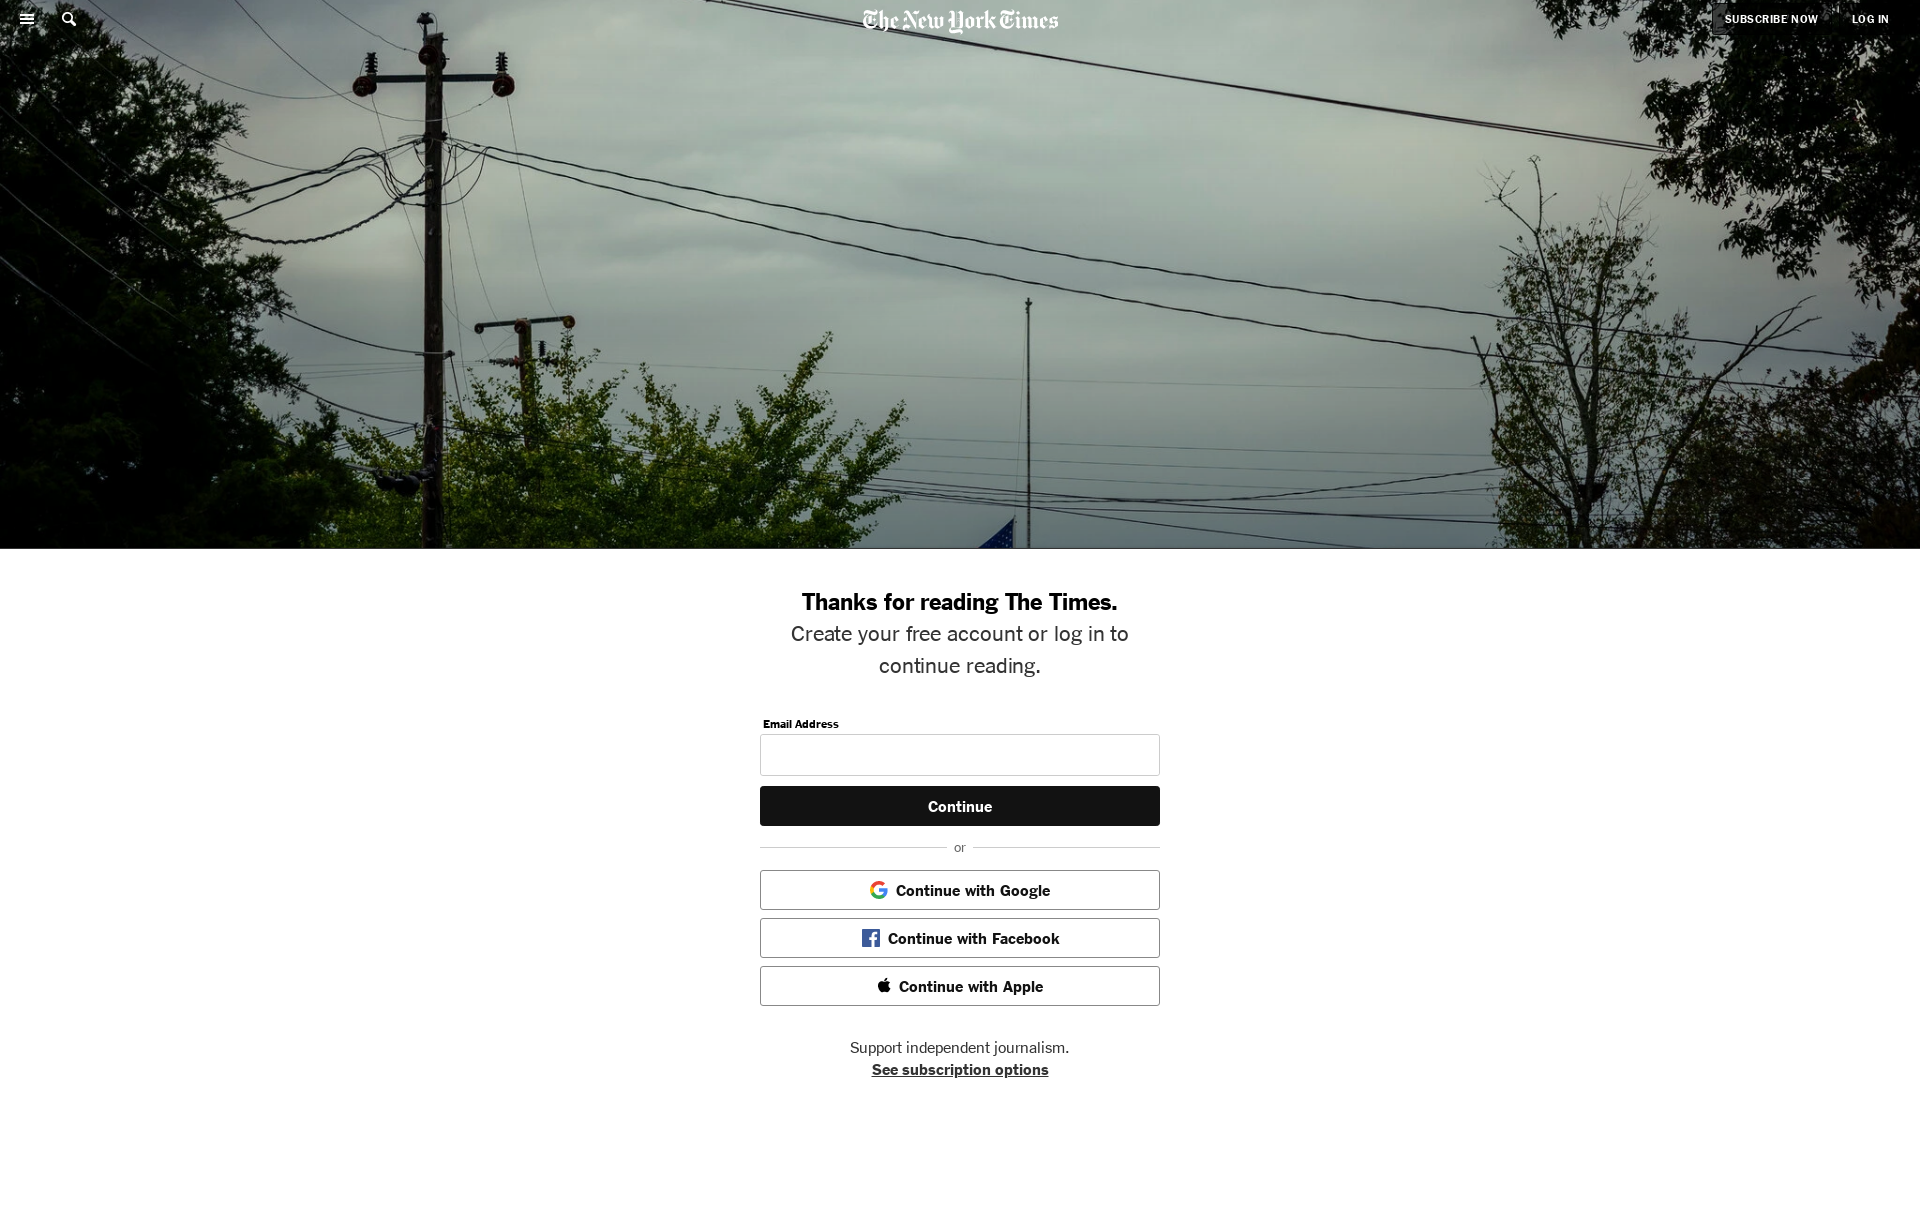 The New York Times
SUBSCRIBE NOW
LOG IN
Thanks for reading The Times.
Create your free account or log in to
continue reading.
Email Address
Continue
or
Continue with Google
Continue with Facebook
Continue with Apple
Support independent journalism.
See subscription options